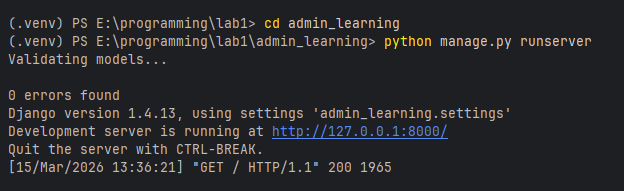 (.venv) PS E:\programming\lab1> cd admin_learning
(.venv) PS E:\programming\lab1\admin_learning> python manage.py runserver
Validating models...
0 errors found
Django version 1.4.13, using settings 'admin_learning.settings'
Development server is running at http://127.0.0.1:8000/
Quit the server with CTRL-BREAK.
[15/Mar/2026 13:36:21] "GET / HTTP/1.1" 200 1965